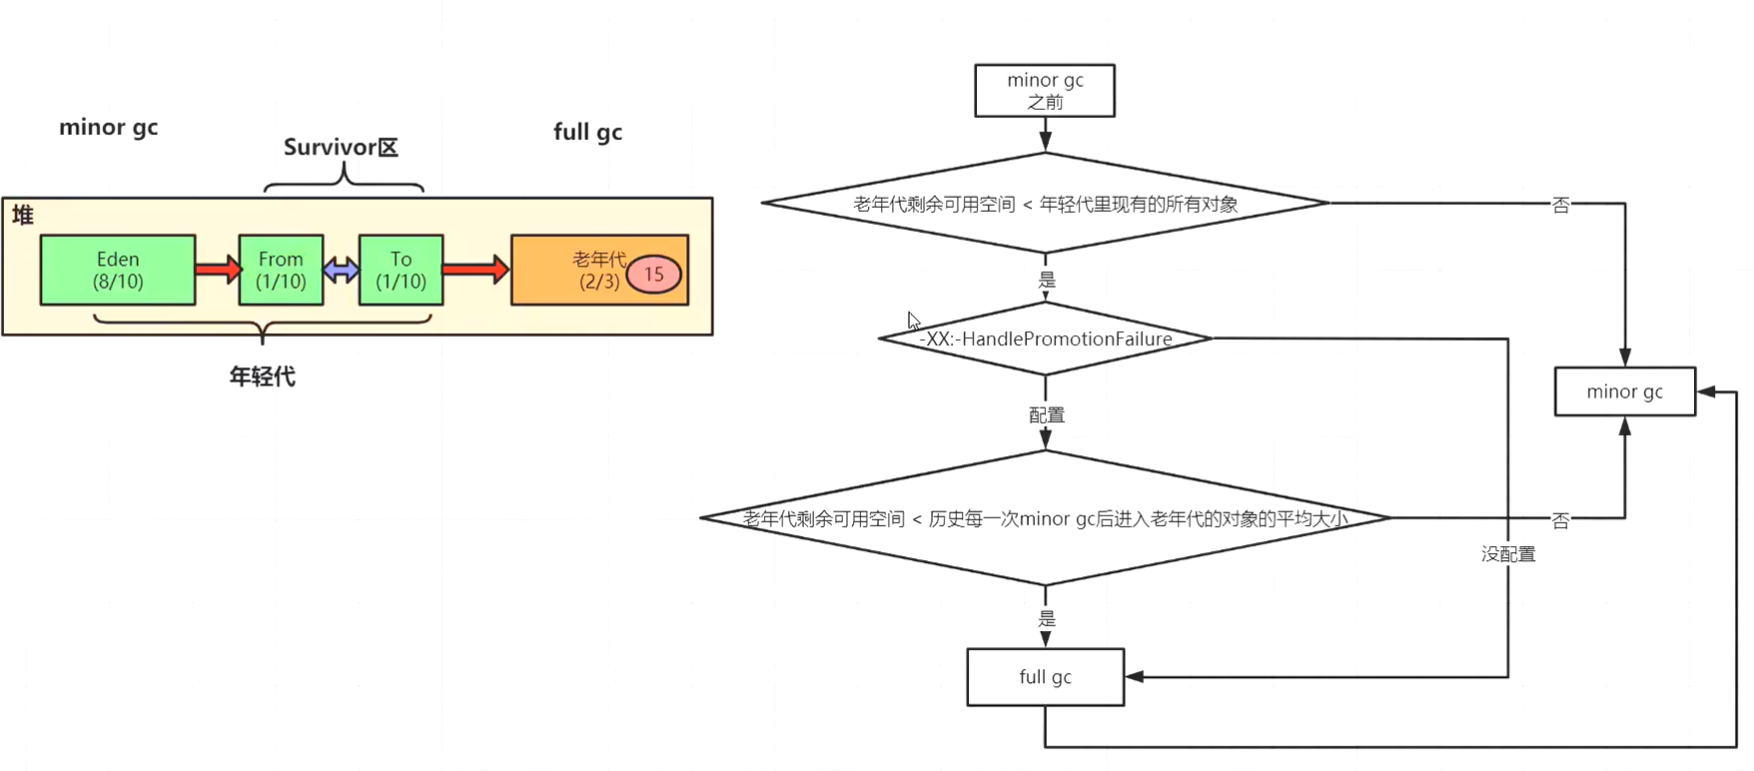 minor gc
Survivor区
full gc
堆
Eden
(8/10)
From
(1/10)
To
(1/10)
老年代
(2/3)
15
年轻代
minor gc
之前
老年代剩余可用空间 < 年轻代里现有的所有对象
否
是
-XX:-HandlePromotionFailure
minor gc
配置
老年代剩余可用空间 < 历史每一次minor gc后进入老年代的对象的平均大小
否
没配置
是
full gc